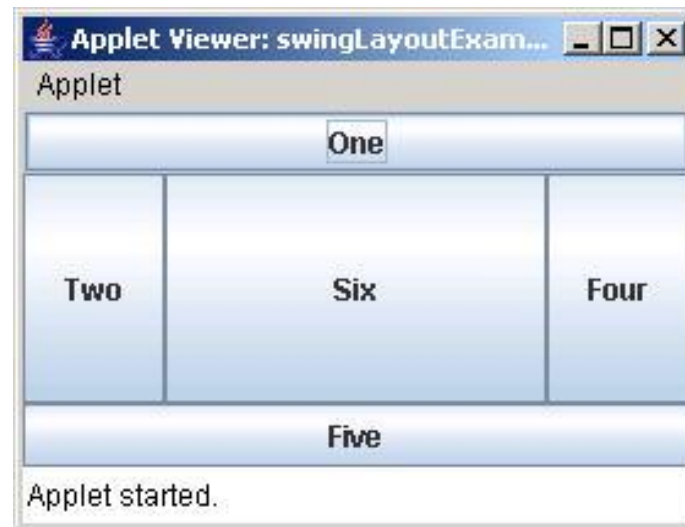 Applet Viewer: swingLayoutExam...
Applet
One
Two Six Four
Five
Applet started.